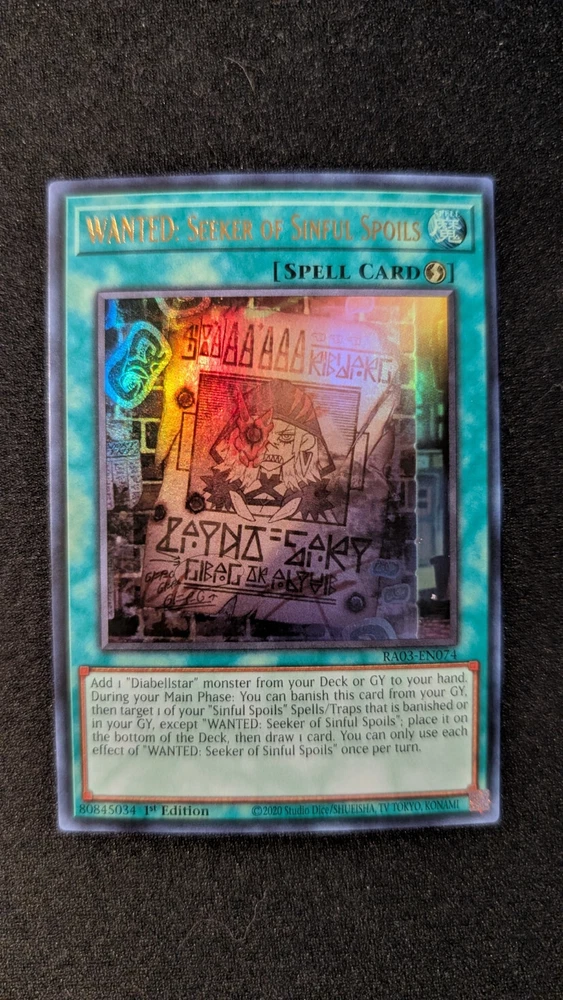 WANTED: SEEKER OF SINFUL SPOILS
SPELL
魔
[SPELL CARD]
RA03-EN074
Add 1 "Diabellstar" monster from your Deck or GY to your hand.
During your Main Phase: You can banish this card from your GY,
then target 1 of your "Sinful Spoils" Spells/Traps that is banished or
in your GY, except "WANTED: Seeker of Sinful Spoils"; place it on
the bottom of the Deck, then draw 1 card. You can only use each
effect of "WANTED: Seeker of Sinful Spoils" once per turn.
80845034 1st Edition ©2020 Studio Dice/SHUEISHA, TV TOKYO, KONAMI